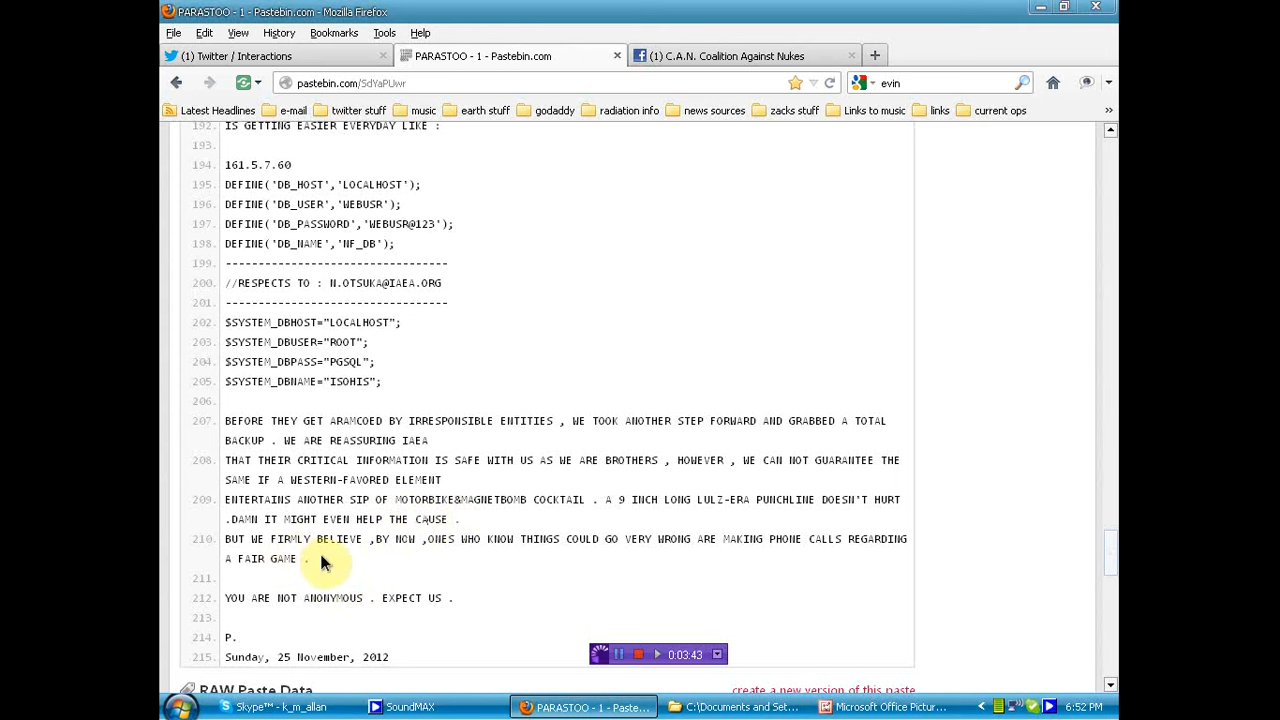 PARASTOO - 1 - Pastebin.com - Mozilla Firefox
File Edit View History Bookmarks Tools Help
(1) Twitter / Interactions PARASTOO - 1 - Pastebin.com (1) C.A.N. Coalition Against Nukes
pastebin.com/5dYaPUwr evin
Latest Headlines e-mail twitter stuff music earth stuff godaddy radiation info news sources zacks stuff Links to music links current ops
192. IS GETTING EASIER EVERYDAY LIKE :
193.
194. 161.5.7.60
195. DEFINE('DB_HOST','LOCALHOST');
196. DEFINE('DB_USER','WEBUSR');
197. DEFINE('DB_PASSWORD','WEBUSR@123');
198. DEFINE('DB_NAME','NF_DB');
199. ----------------------------------
200. //RESPECTS TO : N.OTSUKA@IAEA.ORG
201. ----------------------------------
202. $SYSTEM_DBHOST="LOCALHOST";
203. $SYSTEM_DBUSER="ROOT";
204. $SYSTEM_DBPASS="PGSQL";
205. $SYSTEM_DBNAME="ISOHIS";
206.
207. BEFORE THEY GET ARAMCOED BY IRRESPONSIBLE ENTITIES , WE TOOK ANOTHER STEP FORWARD AND GRABBED A TOTAL
BACKUP . WE ARE REASSURING IAEA
208. THAT THEIR CRITICAL INFORMATION IS SAFE WITH US AS WE ARE BROTHERS , HOWEVER , WE CAN NOT GUARANTEE THE
SAME IF A WESTERN-FAVORED ELEMENT
209. ENTERTAINS ANOTHER SIP OF MOTORBIKE&MAGNETBOMB COCKTAIL . A 9 INCH LONG LULZ-ERA PUNCHLINE DOESN'T HURT
.DAMN IT MIGHT EVEN HELP THE CAUSE .
210. BUT WE FIRMLY BELIEVE ,BY NOW ,ONES WHO KNOW THINGS COULD GO VERY WRONG ARE MAKING PHONE CALLS REGARDING
A FAIR GAME .
211.
212. YOU ARE NOT ANONYMOUS . EXPECT US .
213.
214. P.
215. Sunday, 25 November, 2012
0:03:43
RAW Paste Data create a new version of this paste
Skype™ - k_m_allan SoundMAX PARASTOO - 1 - Paste... C:\Documents and Set... Microsoft Office Pictur... 6:52 PM